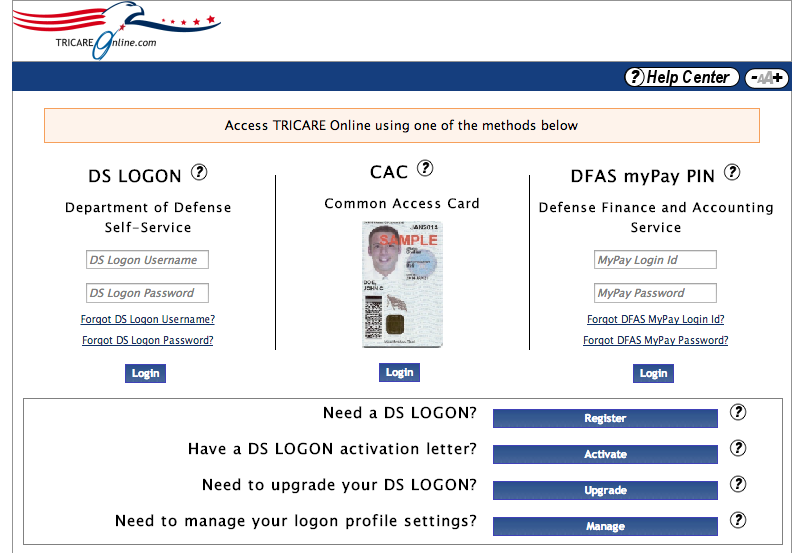 TRICARE Online.com
? Help Center
-AA+
Access TRICARE Online using one of the methods below
DS LOGON ?
Department of Defense
Self-Service
DS Logon Username
DS Logon Password
Forgot DS Logon Username?
Forgot DS Logon Password?
Login
CAC ?
Common Access Card
JAN2011
SAMPLE
DOE,
Login
DFAS myPay PIN ?
Defense Finance and Accounting
Service
MyPay Login Id
MyPay Password
Forgot DFAS MyPay Login Id?
Forgot DFAS MyPay Password?
Login
Need a DS LOGON? Register ?
Have a DS LOGON activation letter? Activate ?
Need to upgrade your DS LOGON? Upgrade ?
Need to manage your logon profile settings? Manage ?